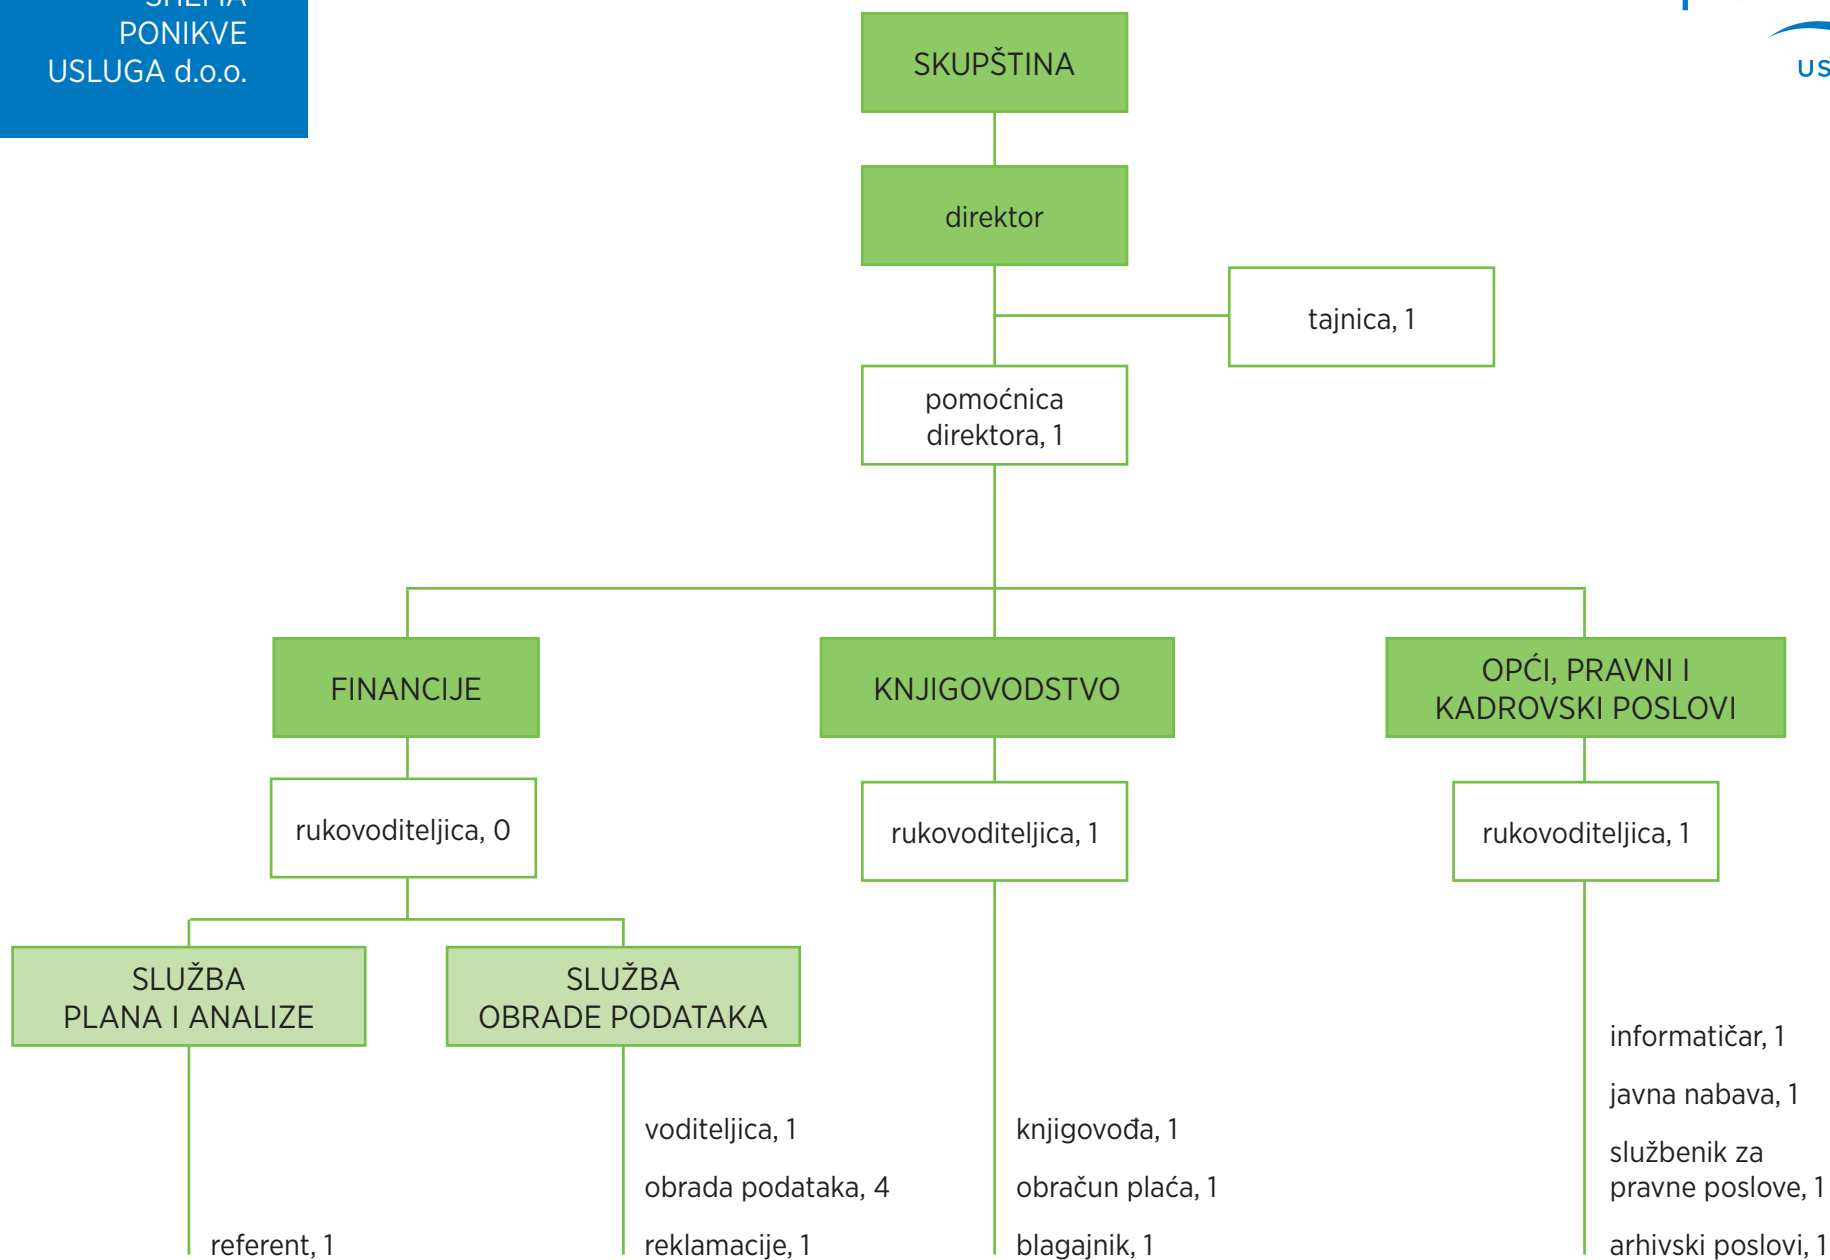 SHEMA
PONIKVE
USLUGA d.o.o.
US
SKUPŠTINA
direktor
tajnica, 1
pomoćnica
direktora, 1
FINANCIJE
KNJIGOVODSTVO
OPĆI, PRAVNI I
KADROVSKI POSLOVI
rukovoditeljica, 0
rukovoditeljica, 1
rukovoditeljica, 1
SLUŽBA
PLANA I ANALIZE
SLUŽBA
OBRADE PODATAKA
referent, 1
voditeljica, 1
obrada podataka, 4
reklamacije, 1
knjigovođa, 1
obračun plaća, 1
blagajnik, 1
informatičar, 1
javna nabava, 1
službenik za
pravne poslove, 1
arhivski poslovi, 1